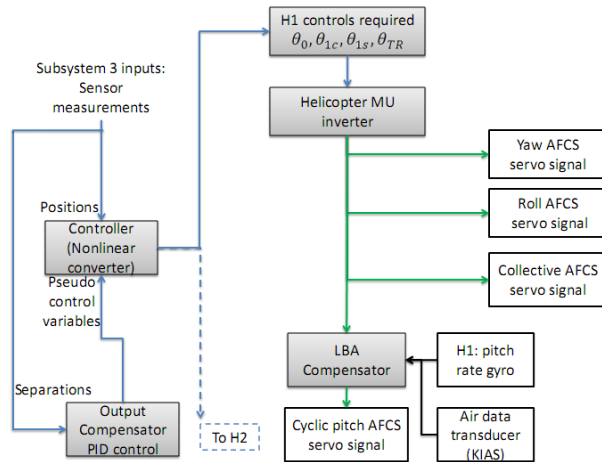 H1 controls required
θ₀, θ₁c, θ₁s, θTR
Subsystem 3 inputs:
Sensor
measurements
Helicopter MU
inverter
Yaw AFCS
servo signal
Roll AFCS
servo signal
Positions
Controller
(Nonlinear
converter)
Collective AFCS
servo signal
Pseudo
control
variables
LBA
Compensator
H1: pitch
rate gyro
Separations
Output
Compensator
PID control
To H2
Cyclic pitch AFCS
servo signal
Air data
transducer
(KIAS)